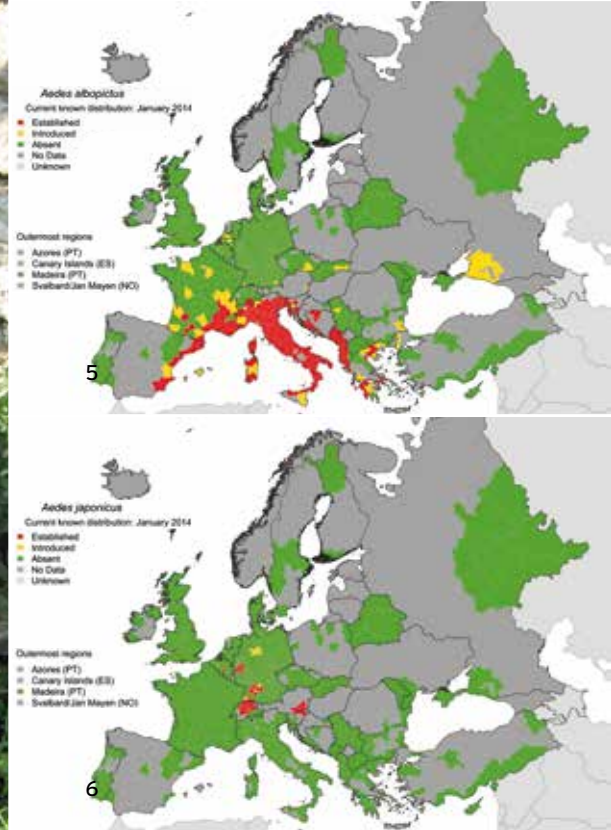 Aedes albopictus
Current known distribution: January 2014
Established
Introduced
Absent
No Data
Unknown
Outermost regions
Azores (PT)
Canary Islands (ES)
Madeira (PT)
Svalbard/Jan Mayen (NO)
5
Aedes japonicus
Current known distribution: January 2014
Established
Introduced
Absent
No Data
Unknown
Outermost regions
Azores (PT)
Canary Islands (ES)
Madeira (PT)
Svalbard/Jan Mayen (NO)
6